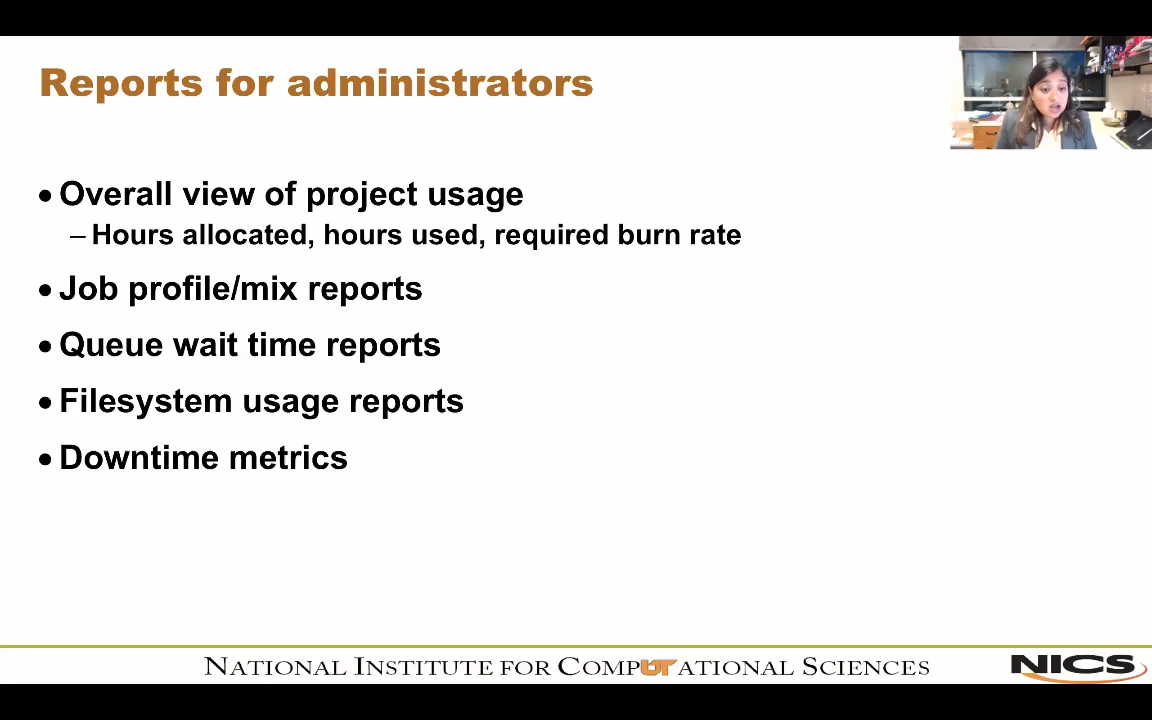 Reports for administrators
• Overall view of project usage
– Hours allocated, hours used, required burn rate
• Job profile/mix reports
• Queue wait time reports
• Filesystem usage reports
• Downtime metrics
NATIONAL INSTITUTE FOR COMPUTATIONAL SCIENCES
NICS